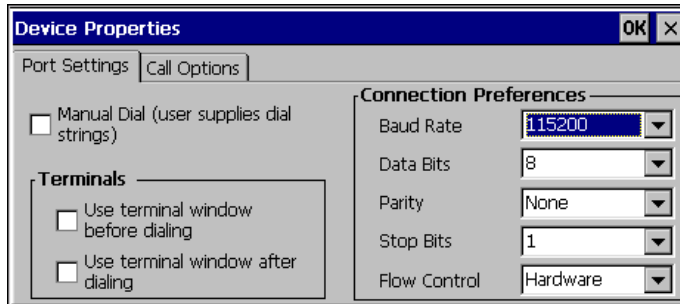 Device Properties OK ×
Port Settings Call Options
Manual Dial (user supplies dial
strings)
Terminals
Use terminal window
before dialing
Use terminal window after
dialing
Connection Preferences
Baud Rate 115200
Data Bits 8
Parity None
Stop Bits 1
Flow Control Hardware